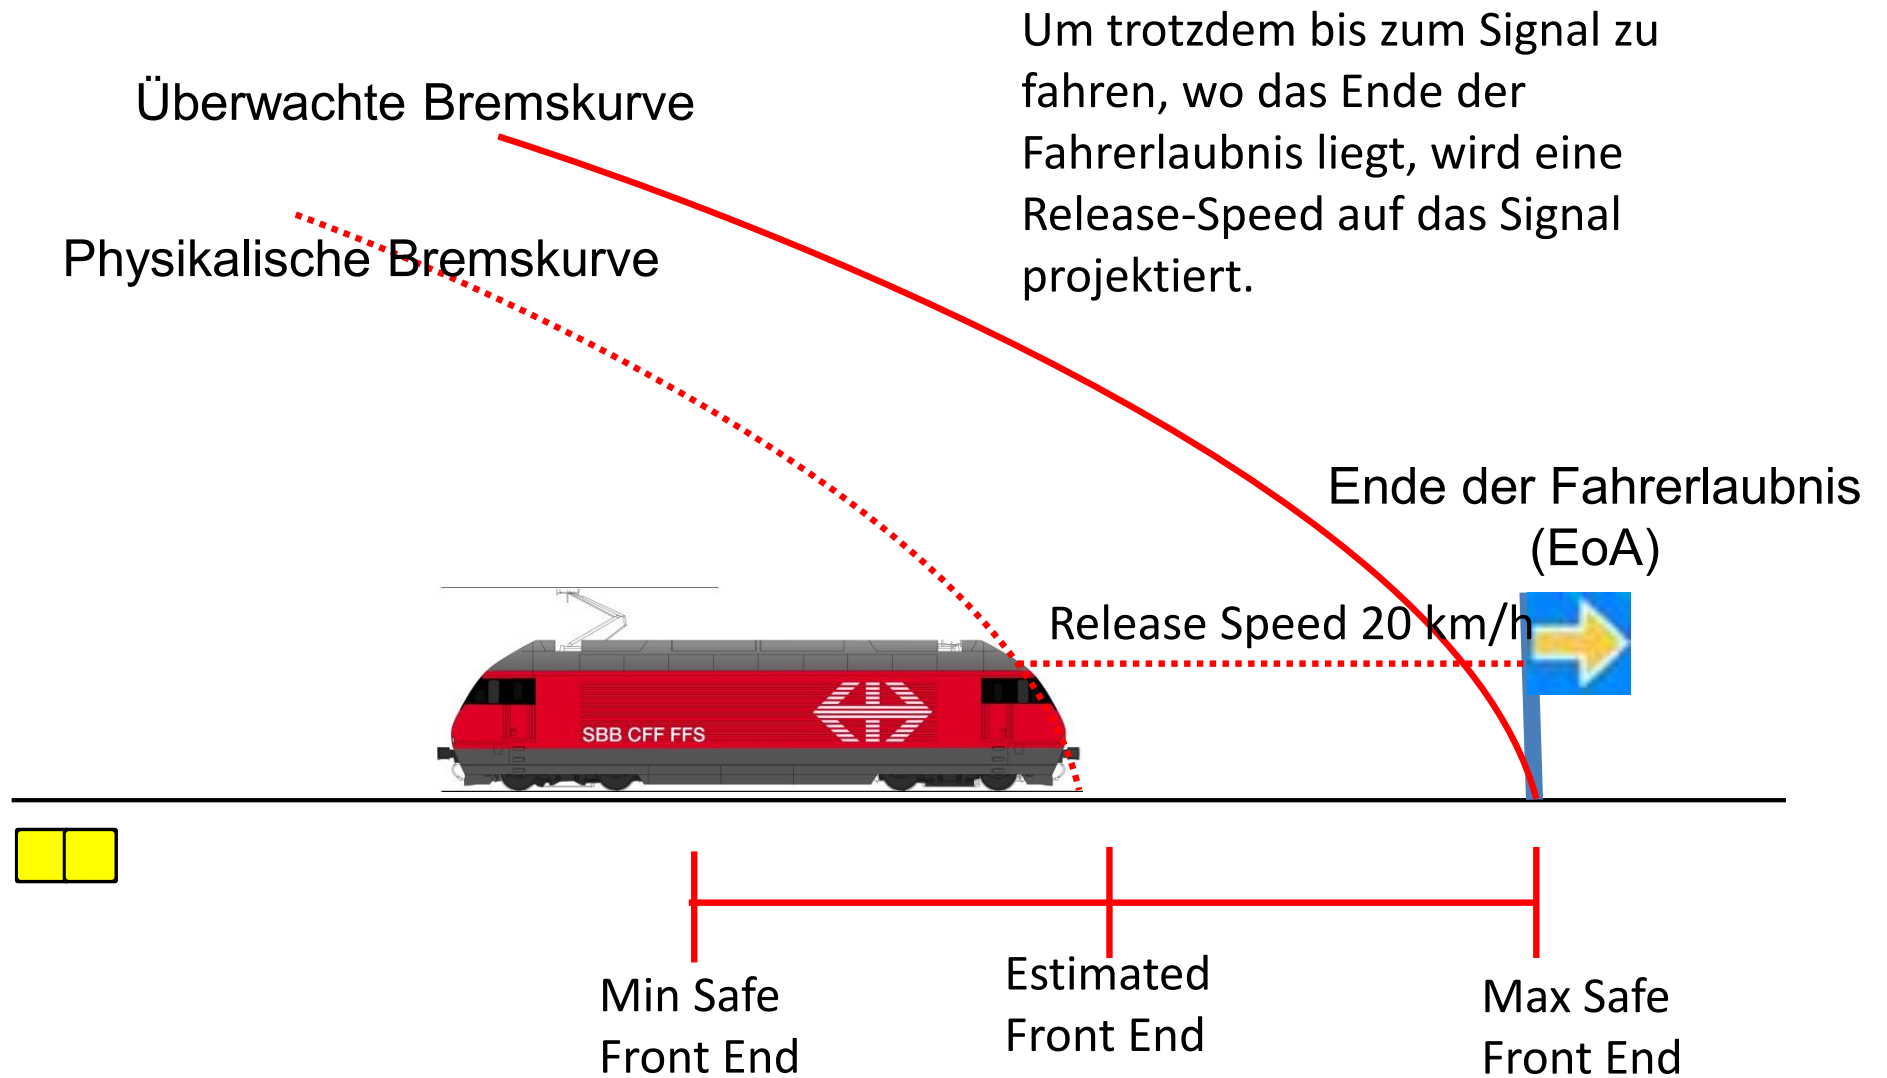 Um trotzdem bis zum Signal zu
fahren, wo das Ende der
Fahrerlaubnis liegt, wird eine
Release-Speed auf das Signal
projektiert.
Überwachte Bremskurve
Physikalische Bremskurve
Ende der Fahrerlaubnis
(EoA)
Release Speed 20 km/h
SBB CFF FFS
Min Safe
Front End
Estimated
Front End
Max Safe
Front End